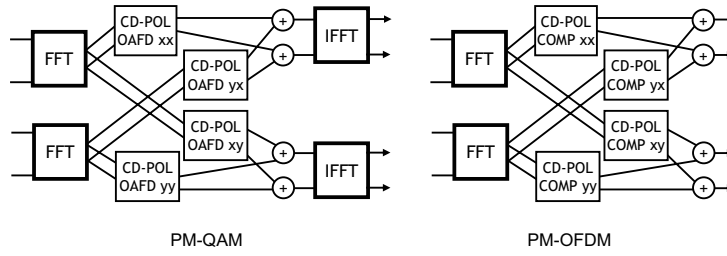 FFT
FFT
CD-POL
OAFD xx
CD-POL
OAFD yx
CD-POL
OAFD xy
CD-POL
OAFD yy
+
+
+
+
IFFT
IFFT
PM-QAM
FFT
FFT
CD-POL
COMP xx
CD-POL
COMP yx
CD-POL
COMP xy
CD-POL
COMP yy
+
+
+
+
PM-OFDM